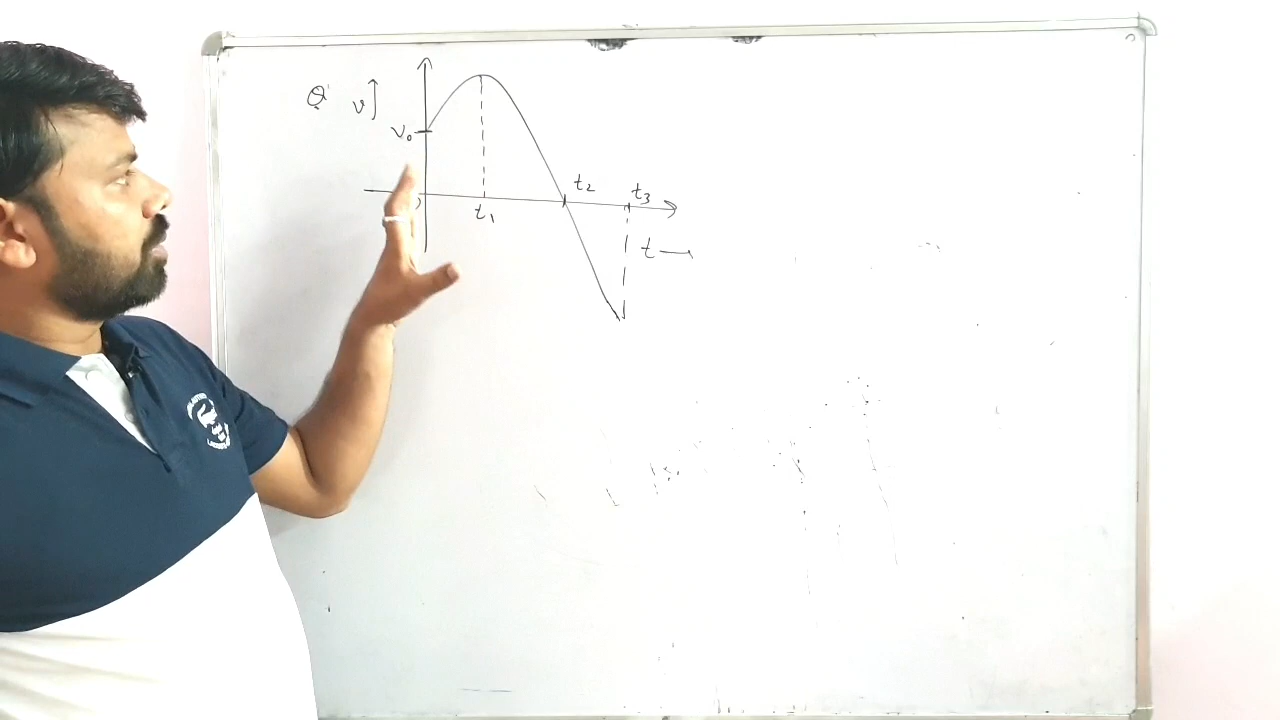 Q v
v₀
t₁
t₂
t₃
t